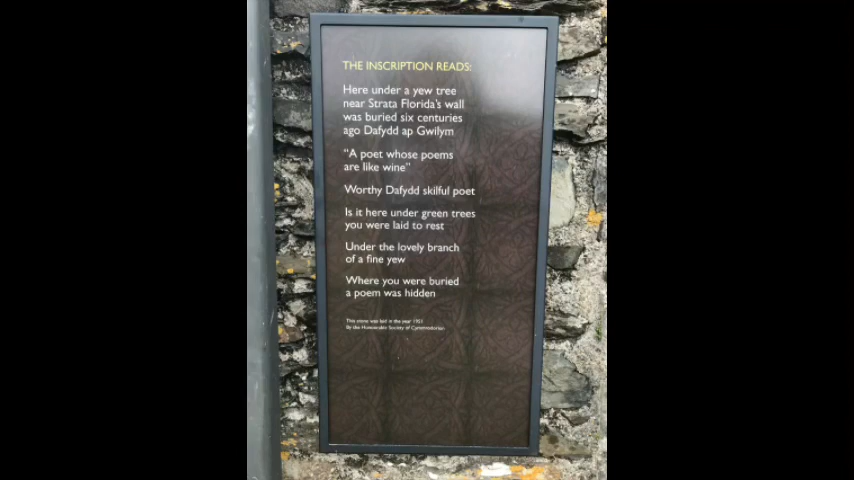 THE INSCRIPTION READS:
Here under a yew tree
near Strata Florida's wall
was buried six centuries
ago Dafydd ap Gwilym
"A poet whose poems
are like wine"
Worthy Dafydd skilful poet
Is it here under green trees
you were laid to rest
Under the lovely branch
of a fine yew
Where you were buried
a poem was hidden
This stone was laid in the year 1951
By the Honourable Society of Cymmrodorion